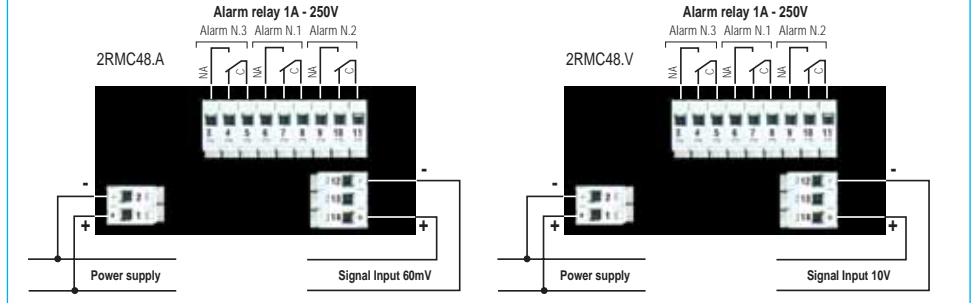 Alarm relay 1A - 250V
Alarm N.3 Alarm N.1 Alarm N.2
2RMC48.A
NA C NA C NA C
3 4 5 6 7 8 9 10 11
- 2
+ 1
12 -
13
14 +
-
+
-
+
Power supply
Signal Input 60mV
Alarm relay 1A - 250V
Alarm N.3 Alarm N.1 Alarm N.2
2RMC48.V
NA C NA C NA C
3 4 5 6 7 8 9 10 11
- 2
+ 1
12 -
13
14 +
-
+
-
+
Power supply
Signal Input 10V